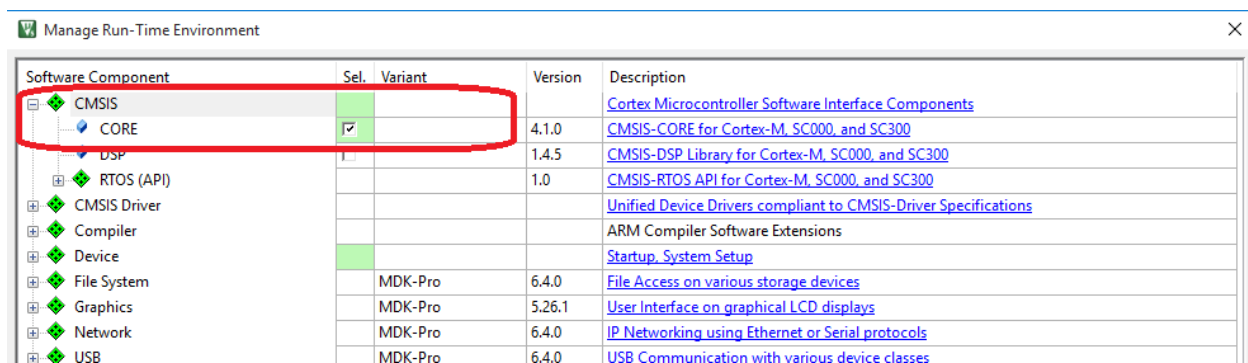 Manage Run-Time Environment
Software Component Sel. Variant Version Description
CMSIS Cortex Microcontroller Software Interface Components
CORE 4.1.0 CMSIS-CORE for Cortex-M, SC000, and SC300
DSP 1.4.5 CMSIS-DSP Library for Cortex-M, SC000, and SC300
RTOS (API) 1.0 CMSIS-RTOS API for Cortex-M, SC000, and SC300
CMSIS Driver Unified Device Drivers compliant to CMSIS-Driver Specifications
Compiler ARM Compiler Software Extensions
Device Startup, System Setup
File System MDK-Pro 6.4.0 File Access on various storage devices
Graphics MDK-Pro 5.26.1 User Interface on graphical LCD displays
Network MDK-Pro 6.4.0 IP Networking using Ethernet or Serial protocols
USB MDK-Pro 6.4.0 USB Communication with various device classes